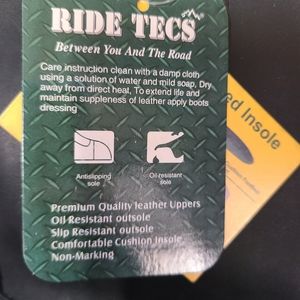 RIDE TECS
Between You And The Road
Care instruction clean with a damp cloth
using a solution of water and mild soap, Dry
away from direct heat, To extend life and
maintain suppleness of leather apply boots
dressing
Antislipping
sole
Oil-resistant
sole
Premium Quality leather Uppers
Oil Resistant outsole
Slip Resistant outsole
Comfortable Cushion Insole
Non-Marking
ed Insole